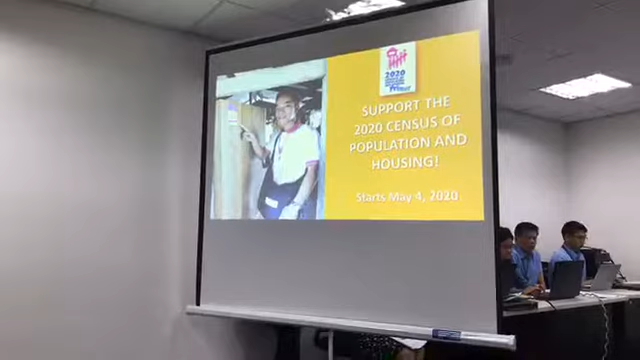 2020
SUPPORT THE
2020 CENSUS OF
POPULATION AND
HOUSING!
Starts May 4, 2020